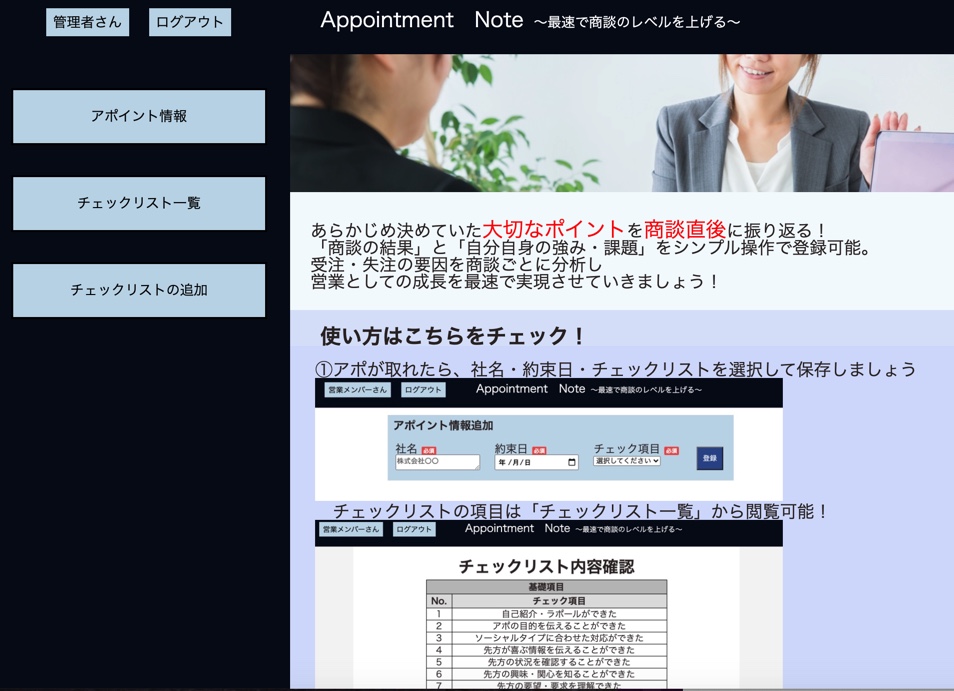 管理者さん
ログアウト
Appointment Note 〜最速で商談のレベルを上げる〜
アポイント情報
チェックリスト一覧
チェックリストの追加
あらかじめ決めていた大切なポイントを商談直後に振り返る！
「商談の結果」と「自分自身の強み・課題」をシンプル操作で登録可能。
受注・失注の要因を商談ごとに分析し
営業としての成長を最速で実現させていきましょう！
使い方はこちらをチェック！
①アポが取れたら、社名・約束日・チェックリストを選択して保存しましょう
営業メンバーさん ログアウト Appointment Note 〜最速で商談のレベルを上げる〜
アポイント情報追加
社名 必須 約束日 必須 チェック項目 必須
株式会社〇〇 年 /月/日 選択してください 登録
チェックリストの項目は「チェックリスト一覧」から閲覧可能！
営業メンバーさん ログアウト Appointment Note 〜最速で商談のレベルを上げる〜
チェックリスト内容確認
基礎項目
No. チェック項目
1 自己紹介・ラポールができた
2 アポの目的を伝えることができた
3 ソーシャルタイプに合わせた対応ができた
4 先方が喜ぶ情報を伝えることができた
5 先方の状況を確認することができた
6 先方の興味・関心を知ることができた
7 先方の要望・要求を理解できた